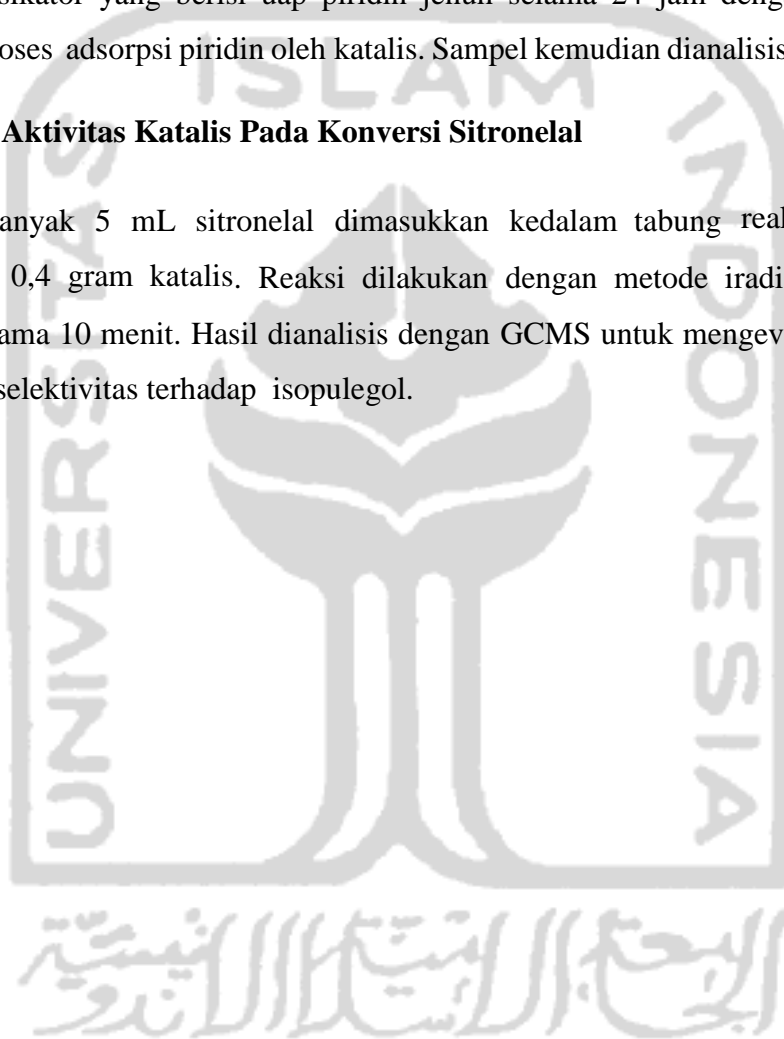 sikator yang berisi uap piridin jenuh selama 24 jam deng
oses adsorpsi piridin oleh katalis. Sampel kemudian dianalisis
ISLAM
Aktivitas Katalis Pada Konversi Sitronelal
anyak 5 mL sitronelal dimasukkan kedalam tabung real
0,4 gram katalis. Reaksi dilakukan dengan metode iradi
ama 10 menit. Hasil dianalisis dengan GCMS untuk mengev
selektivitas terhadap isopulegol.
UNIVERSITAS
INDONESIA